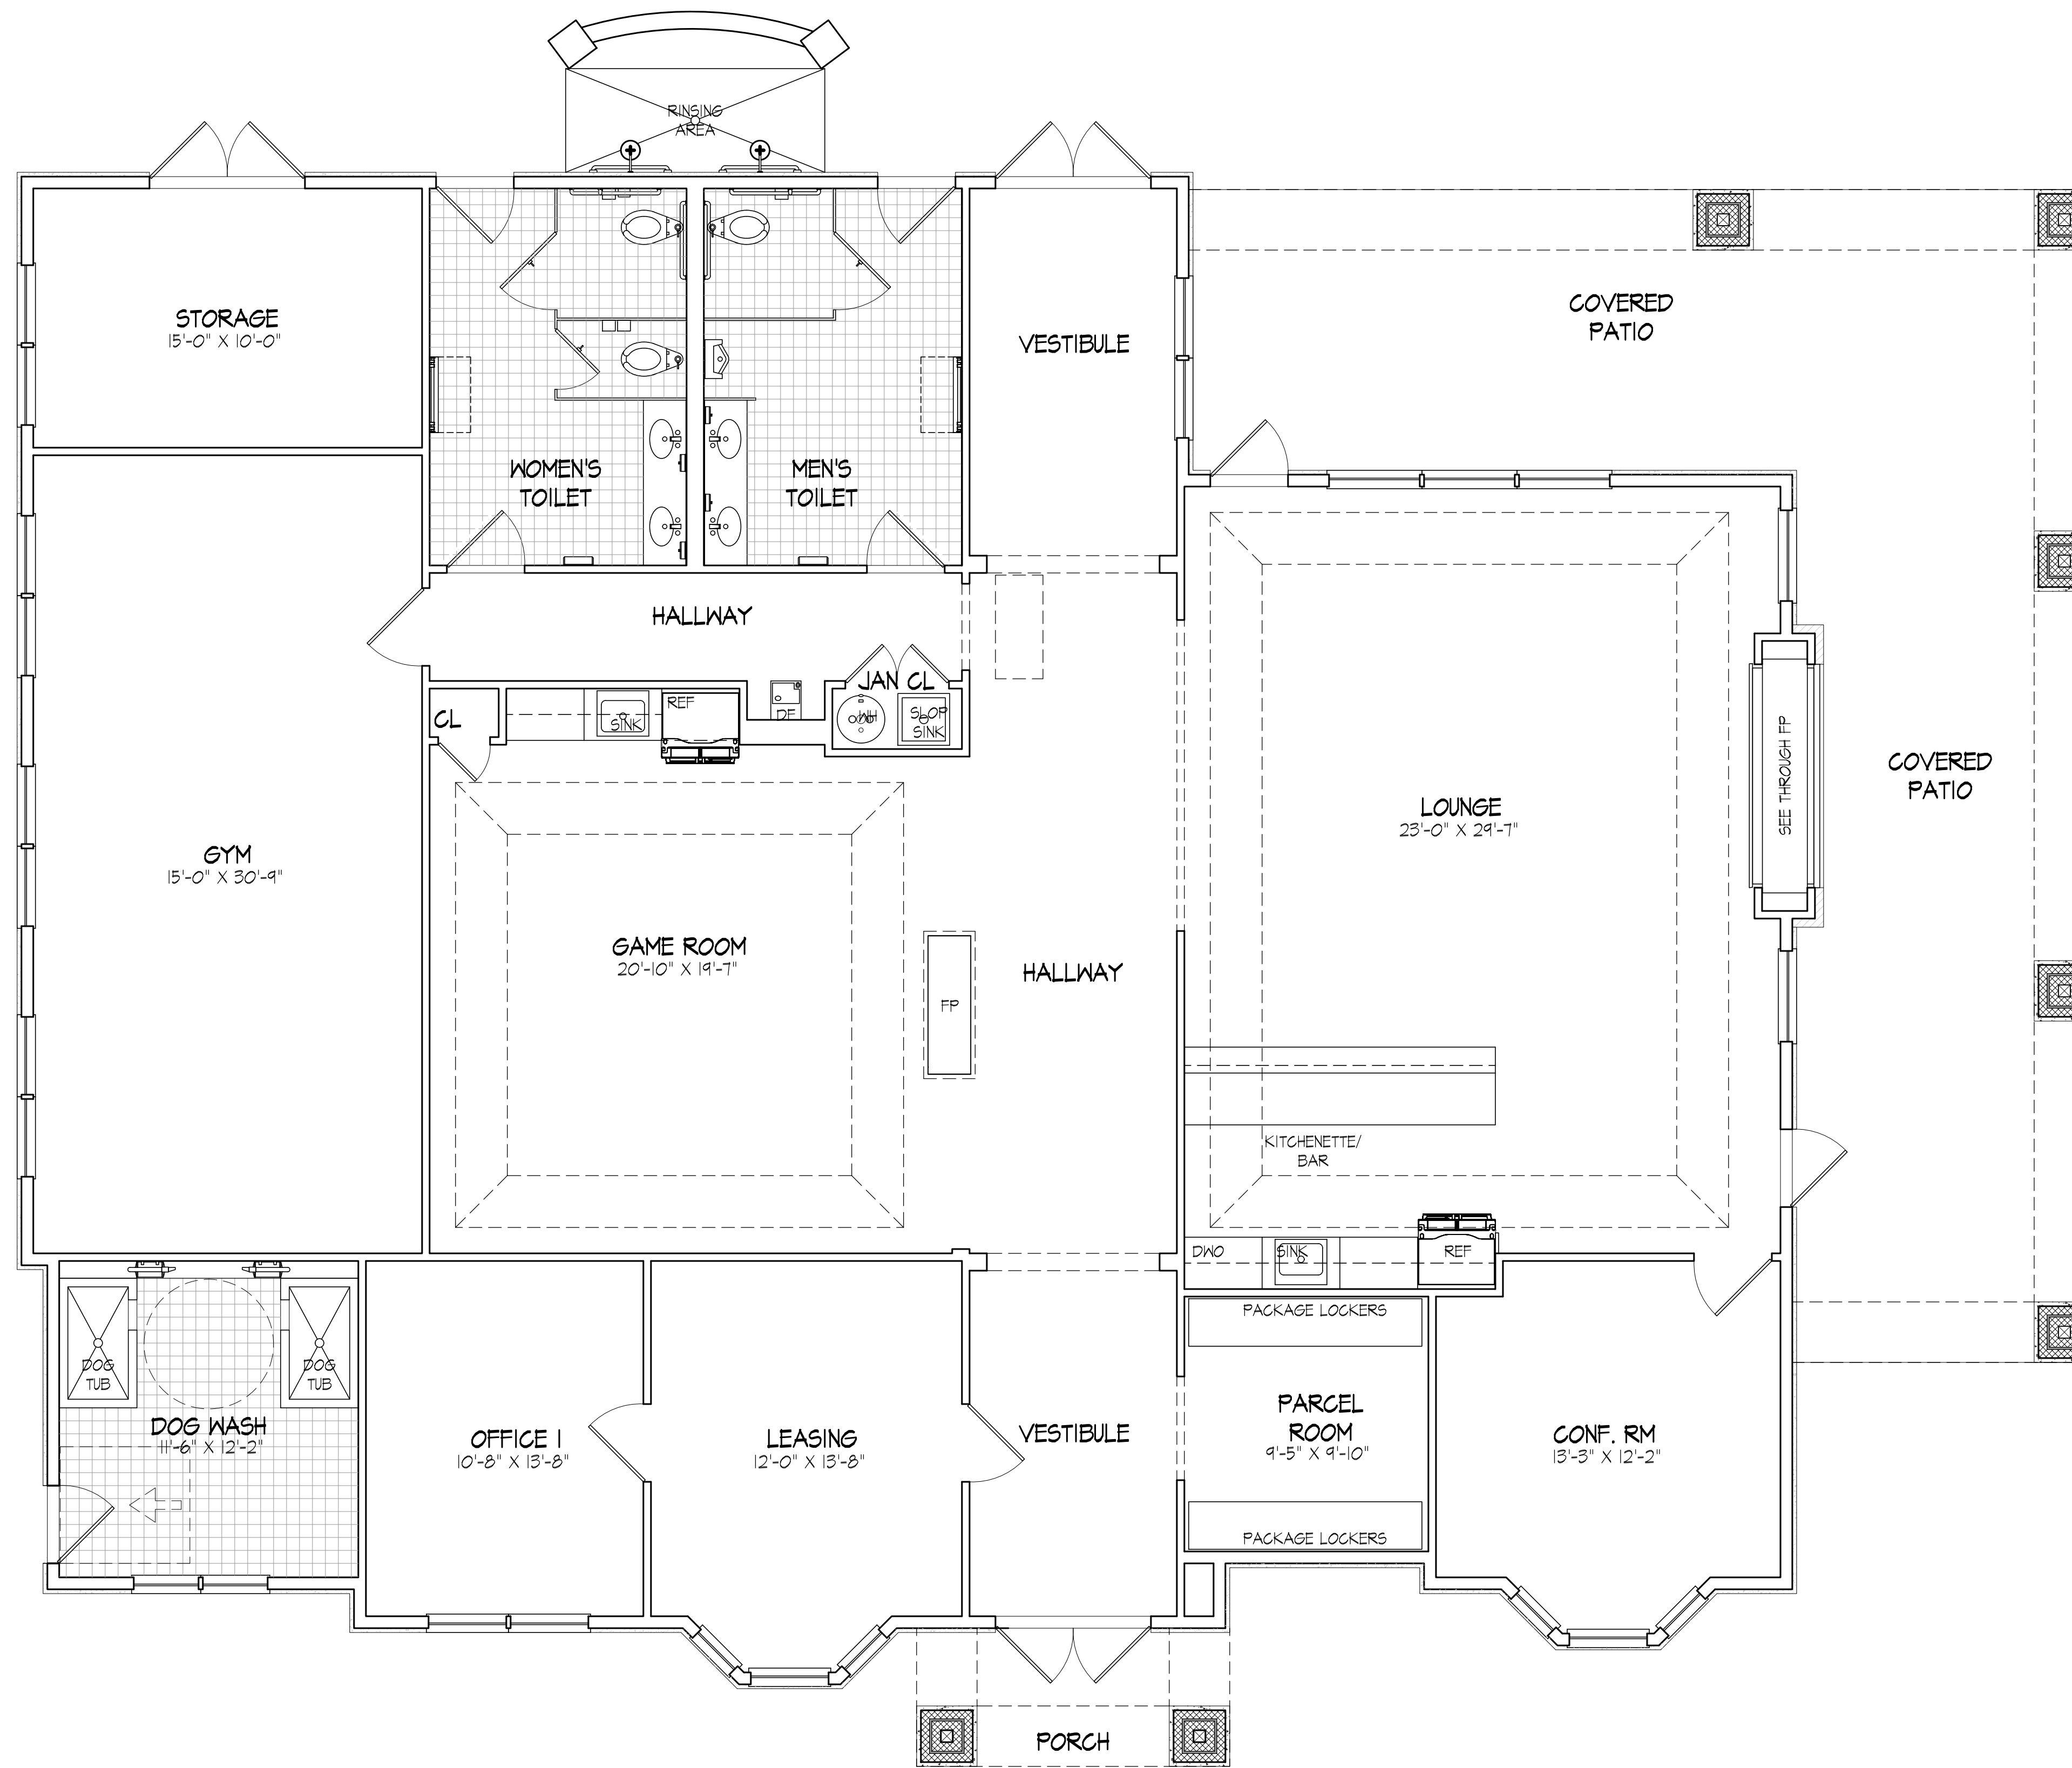 RINSING
AREA
STORAGE
15'-0" X 10'-0"
VESTIBULE
COVERED
PATIO
WOMEN'S
TOILET
MEN'S
TOILET
HALLWAY
JAN CL
CL
SINK
REF
DF
WH
SLOP
SINK
SEE THROUGH FP
COVERED
PATIO
LOUNGE
23'-0" X 29'-7"
GYM
15'-0" X 30'-9"
GAME ROOM
20'-10" X 19'-7"
FP
HALLWAY
KITCHENETTE/
BAR
DWO
SINK
REF
PACKAGE LOCKERS
DOG
TUB
DOG
TUB
DOG WASH
11'-6" X 12'-2"
OFFICE 1
10'-8" X 13'-8"
LEASING
12'-0" X 13'-8"
VESTIBULE
PARCEL
ROOM
9'-5" X 9'-10"
CONF. RM
13'-3" X 12'-2"
PACKAGE LOCKERS
PORCH